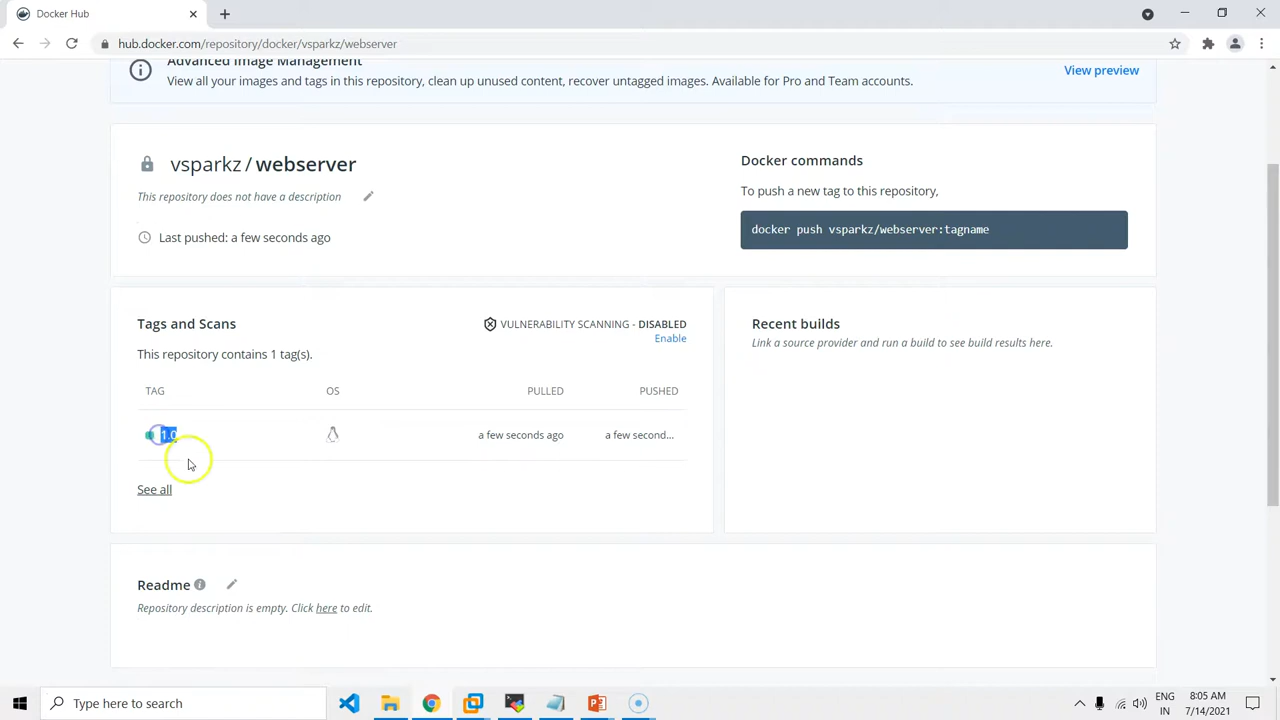 Docker Hub
hub.docker.com/repository/docker/vsparkz/webserver
Advanced Image Management
View all your images and tags in this repository, clean up unused content, recover untagged images. Available for Pro and Team accounts.
View preview
vsparkz / webserver
This repository does not have a description
Last pushed: a few seconds ago
Docker commands
To push a new tag to this repository,
docker push vsparkz/webserver:tagname
Tags and Scans
VULNERABILITY SCANNING - DISABLED
Enable
This repository contains 1 tag(s).
TAG OS PULLED PUSHED
1.0 a few seconds ago a few second...
See all
Recent builds
Link a source provider and run a build to see build results here.
Readme
Repository description is empty. Click here to edit.
Type here to search
ENG
IN
8:05 AM
7/14/2021